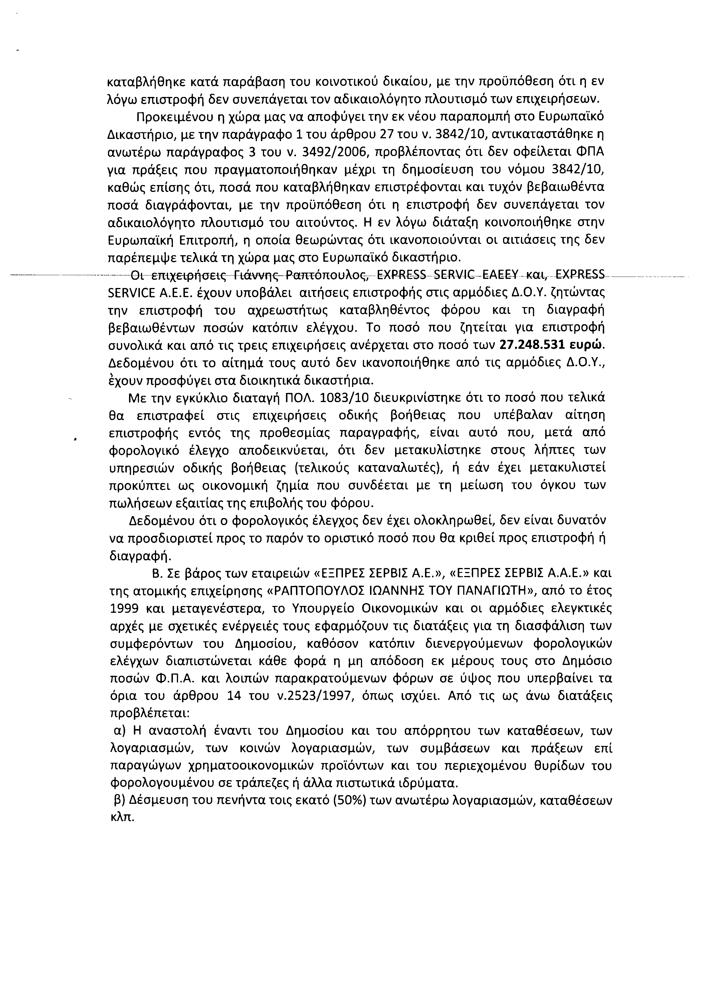 καταβλήθηκε κατά παράβαση του κοινοτικού δικαίου, με την προϋπόθεση ότι η εν
λόγω επιστροφή δεν συνεπάγεται τον αδικαιολόγητο πλουτισμό των επιχειρήσεων.
Προκειμένου η χώρα μας να αποφύγει την εκ νέου παραπομπή στο Ευρωπαϊκό
Δικαστήριο, με την παράγραφο 1 του άρθρου 27 του ν. 3842/10, αντικαταστάθηκε η
ανωτέρω παράγραφος 3 του ν. 3492/2006, προβλέποντας ότι δεν οφείλεται ΦΠΑ
για πράξεις που πραγματοποιήθηκαν μέχρι τη δημοσίευση του νόμου 3842/10,
καθώς επίσης ότι, ποσά που καταβλήθηκαν επιστρέφονται και τυχόν βεβαιωθέντα
ποσά διαγράφονται, με την προϋπόθεση ότι η επιστροφή δεν συνεπάγεται τον
αδικαιολόγητο πλουτισμό του αιτούντος. Η εν λόγω διάταξη κοινοποιήθηκε στην
Ευρωπαϊκή Επιτροπή, η οποία θεωρώντας ότι ικανοποιούνται οι αιτιάσεις της δεν
παρέπεμψε τελικά τη χώρα μας στο Ευρωπαϊκό δικαστήριο.
Οι επιχειρήσεις Γιάννης Ραπτόπουλος, EXPRESS SERVIC ΕΑΕΕΥ και, EXPRESS
SERVICE Α.Ε.Ε. έχουν υποβάλει αιτήσεις επιστροφής στις αρμόδιες Δ.Ο.Υ. ζητώντας
την επιστροφή του αχρεωστήτως καταβληθέντος φόρου και τη διαγραφή
βεβαιωθέντων ποσών κατόπιν ελέγχου. Το ποσό που ζητείται για επιστροφή
συνολικά και από τις τρεις επιχειρήσεις ανέρχεται στο ποσό των 27.248.531 ευρώ.
Δεδομένου ότι το αίτημά τους αυτό δεν ικανοποιήθηκε από τις αρμόδιες Δ.Ο.Υ.,
έχουν προσφύγει στα διοικητικά δικαστήρια.
Με την εγκύκλιο διαταγή ΠΟΛ. 1083/10 διευκρινίστηκε ότι το ποσό που τελικά
θα επιστραφεί στις επιχειρήσεις οδικής βοήθειας που υπέβαλαν αίτηση
επιστροφής εντός της προθεσμίας παραγραφής, είναι αυτό που, μετά από
φορολογικό έλεγχο αποδεικνύεται, ότι δεν μετακυλίστηκε στους λήπτες των
υπηρεσιών οδικής βοήθειας (τελικούς καταναλωτές), ή εάν έχει μετακυλιστεί
προκύπτει ως οικονομική ζημία που συνδέεται με τη μείωση του όγκου των
πωλήσεων εξαιτίας της επιβολής του φόρου.
Δεδομένου ότι ο φορολογικός έλεγχος δεν έχει ολοκληρωθεί, δεν είναι δυνατόν
να προσδιοριστεί προς το παρόν το οριστικό ποσό που θα κριθεί προς επιστροφή ή
διαγραφή.
Β. Σε βάρος των εταιρειών «ΕΞΠΡΕΣ ΣΕΡΒΙΣ Α.Ε.», «ΕΞΠΡΕΣ ΣΕΡΒΙΣ Α.Α.Ε.» και
της ατομικής επιχείρησης «ΡΑΠΤΟΠΟΥΛΟΣ ΙΩΑΝΝΗΣ ΤΟΥ ΠΑΝΑΓΙΩΤΗ», από το έτος
1999 και μεταγενέστερα, το Υπουργείο Οικονομικών και οι αρμόδιες ελεγκτικές
αρχές με σχετικές ενέργειές τους εφαρμόζουν τις διατάξεις για τη διασφάλιση των
συμφερόντων του Δημοσίου, καθόσον κατόπιν διενεργούμενων φορολογικών
ελέγχων διαπιστώνεται κάθε φορά η μη απόδοση εκ μέρους τους στο Δημόσιο
ποσών Φ.Π.Α. και λοιπών παρακρατούμενων φόρων σε ύψος που υπερβαίνει τα
όρια του άρθρου 14 του ν.2523/1997, όπως ισχύει. Από τις ως άνω διατάξεις
προβλέπεται:
α) Η αναστολή έναντι του Δημοσίου και του απόρρητου των καταθέσεων, των
λογαριασμών, των κοινών λογαριασμών, των συμβάσεων και πράξεων επί
παραγώγων χρηματοοικονομικών προϊόντων και του περιεχομένου θυρίδων του
φορολογουμένου σε τράπεζες ή άλλα πιστωτικά ιδρύματα.
β) Δέσμευση του πενήντα τοις εκατό (50%) των ανωτέρω λογαριασμών, καταθέσεων
κλπ.